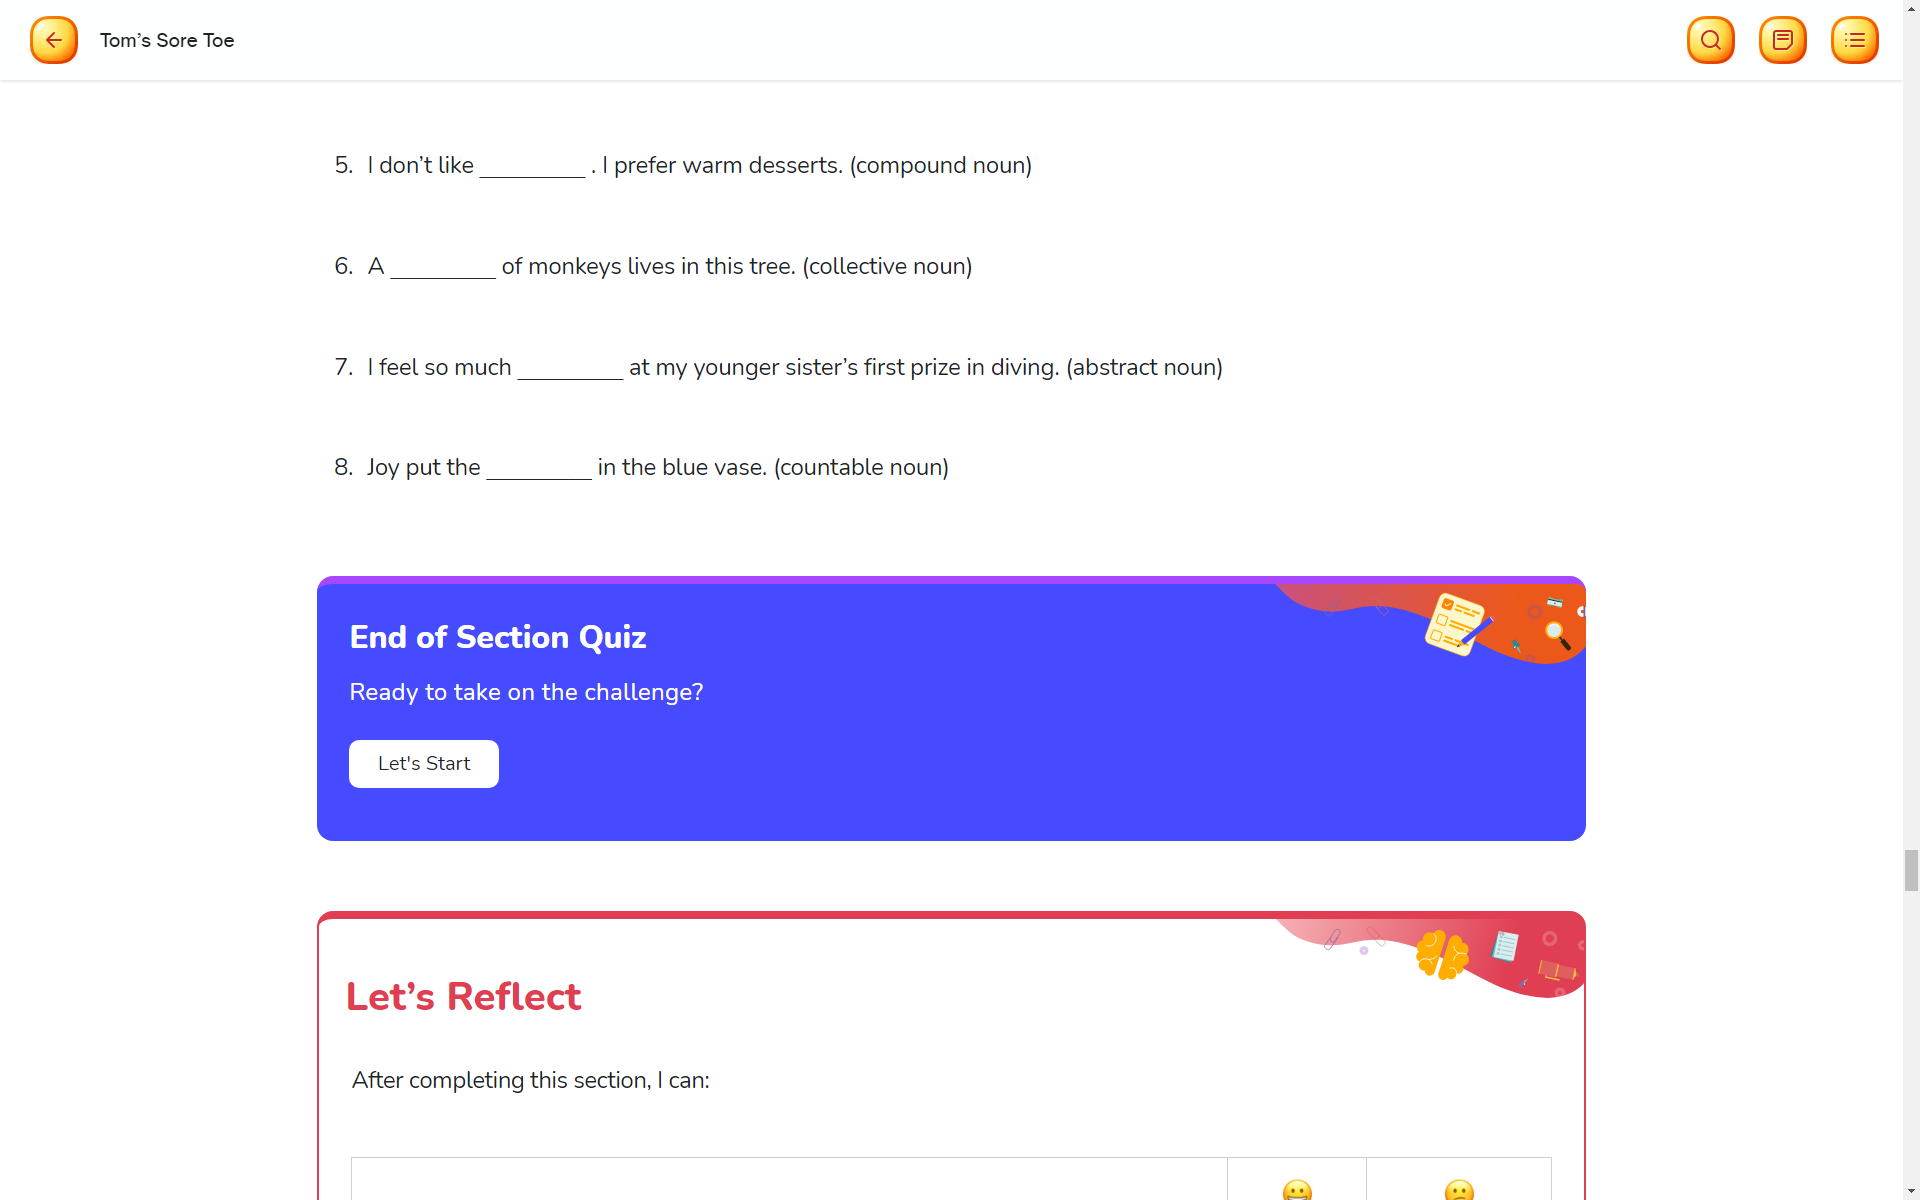 Tom’s Sore Toe
5. I don’t like _________ . I prefer warm desserts. (compound noun)
6. A _________ of monkeys lives in this tree. (collective noun)
7. I feel so much _________ at my younger sister’s first prize in diving. (abstract noun)
8. Joy put the _________ in the blue vase. (countable noun)
End of Section Quiz
Ready to take on the challenge?
Let's Start
Let’s Reflect
After completing this section, I can: